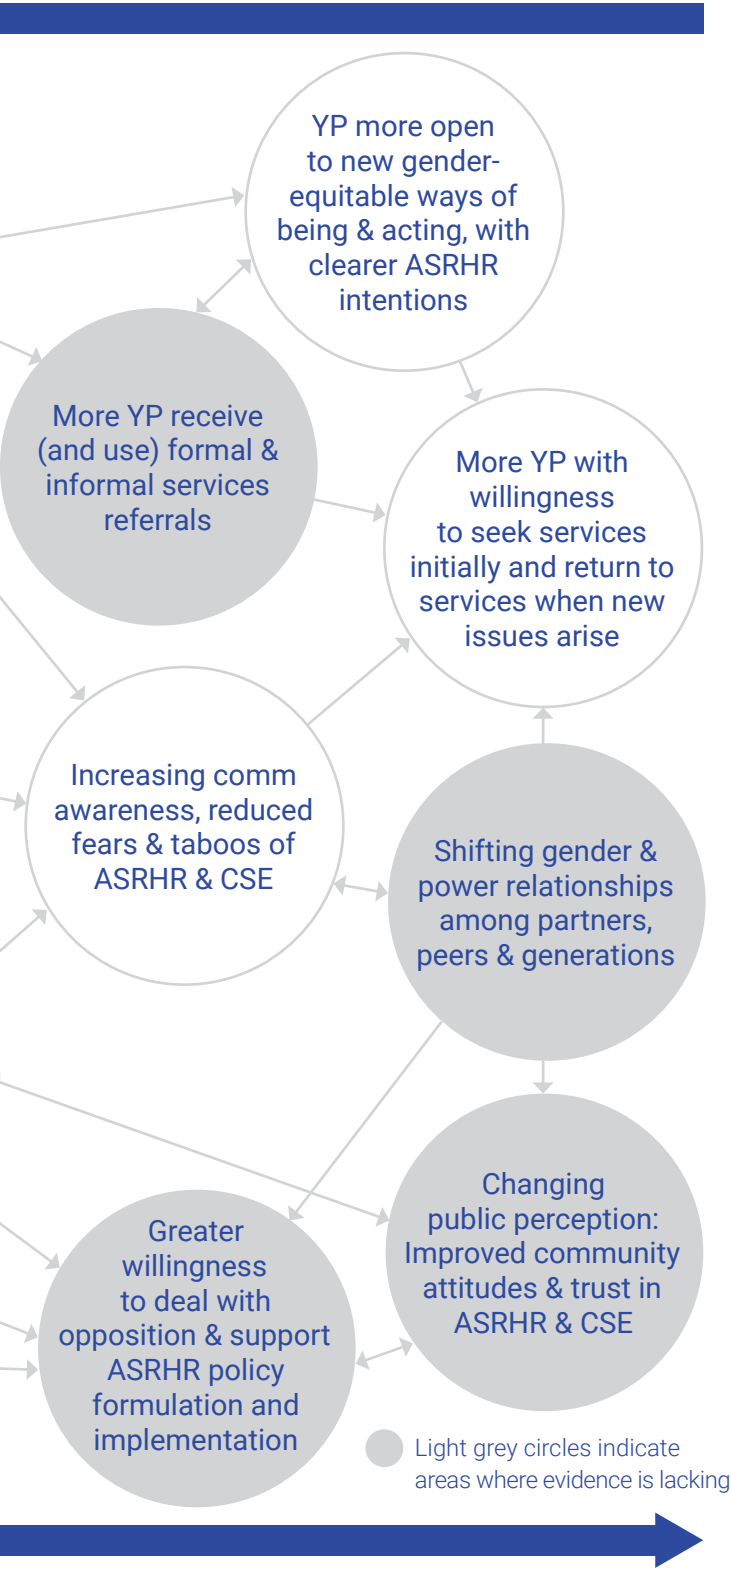 YP more open
to new gender-
equitable ways of
being & acting, with
clearer ASRHR
intentions
More YP receive
(and use) formal &
informal services
referrals
More YP with
willingness
to seek services
initially and return to
services when new
issues arise
Increasing comm
awareness, reduced
fears & taboos of
ASRHR & CSE
Shifting gender &
power relationships
among partners,
peers & generations
Changing
public perception:
Improved community
attitudes & trust in
ASRHR & CSE
Greater
willingness
to deal with
opposition & support
ASRHR policy
formulation and
implementation
Light grey circles indicate
areas where evidence is lacking